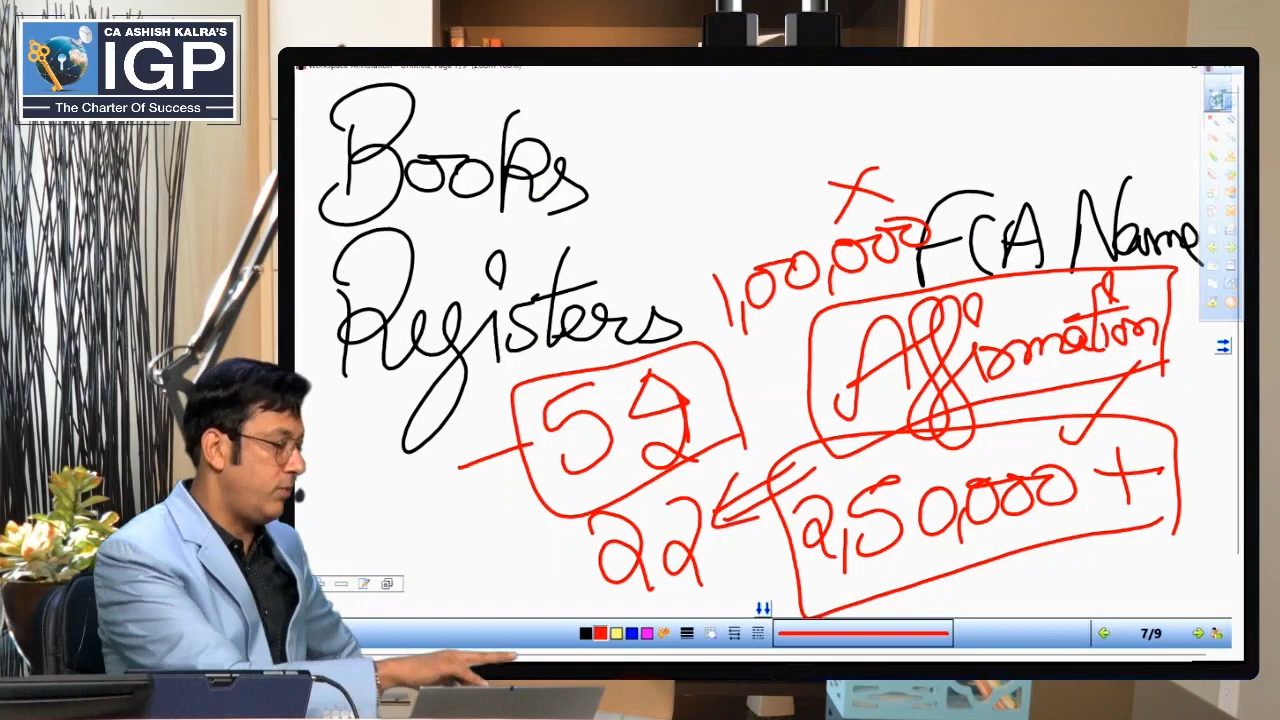 CA ASHISH KALRA'S
IGP
The Charter Of Success
Books
Registers
1,00,000
FCA Name
Affirmation
52
22
2,50,000 +
7/9